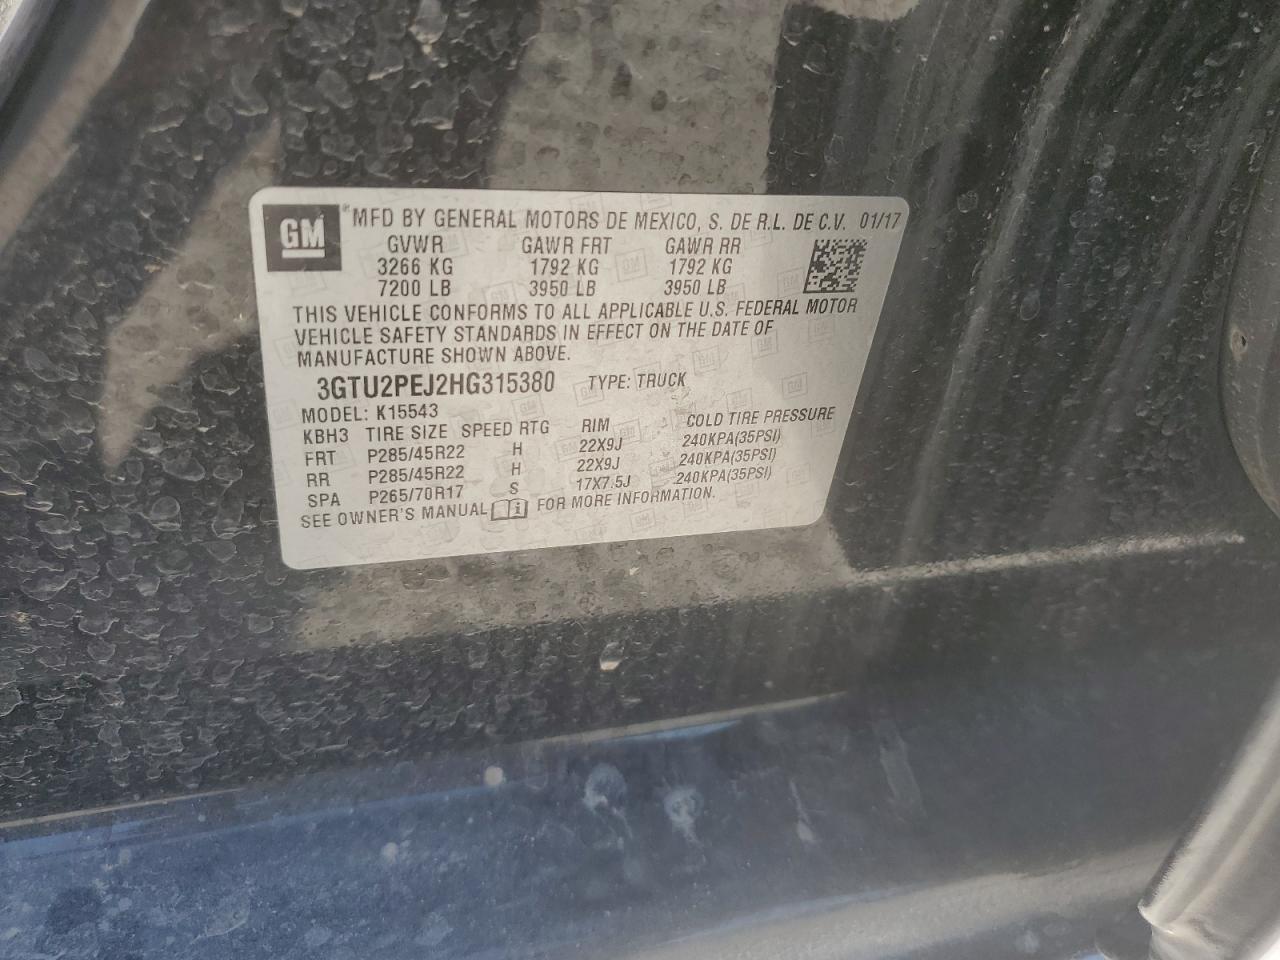 GM MFD BY GENERAL MOTORS DE MEXICO, S. DE R.L. DE C.V. 01/17
GVWR GAWR FRT GAWR RR
3266 KG 1792 KG 1792 KG
7200 LB 3950 LB 3950 LB
THIS VEHICLE CONFORMS TO ALL APPLICABLE U.S. FEDERAL MOTOR
VEHICLE SAFETY STANDARDS IN EFFECT ON THE DATE OF
MANUFACTURE SHOWN ABOVE.
3GTU2PEJ2HG315380 TYPE: TRUCK
MODEL: K15543
KBH3 TIRE SIZE SPEED RTG RIM COLD TIRE PRESSURE
FRT P285/45R22 H 22X9J 240KPA(35PSI)
RR P285/45R22 H 22X9J 240KPA(35PSI)
SPA P265/70R17 S 17X7.5J 240KPA(35PSI)
SEE OWNER'S MANUAL FOR MORE INFORMATION.